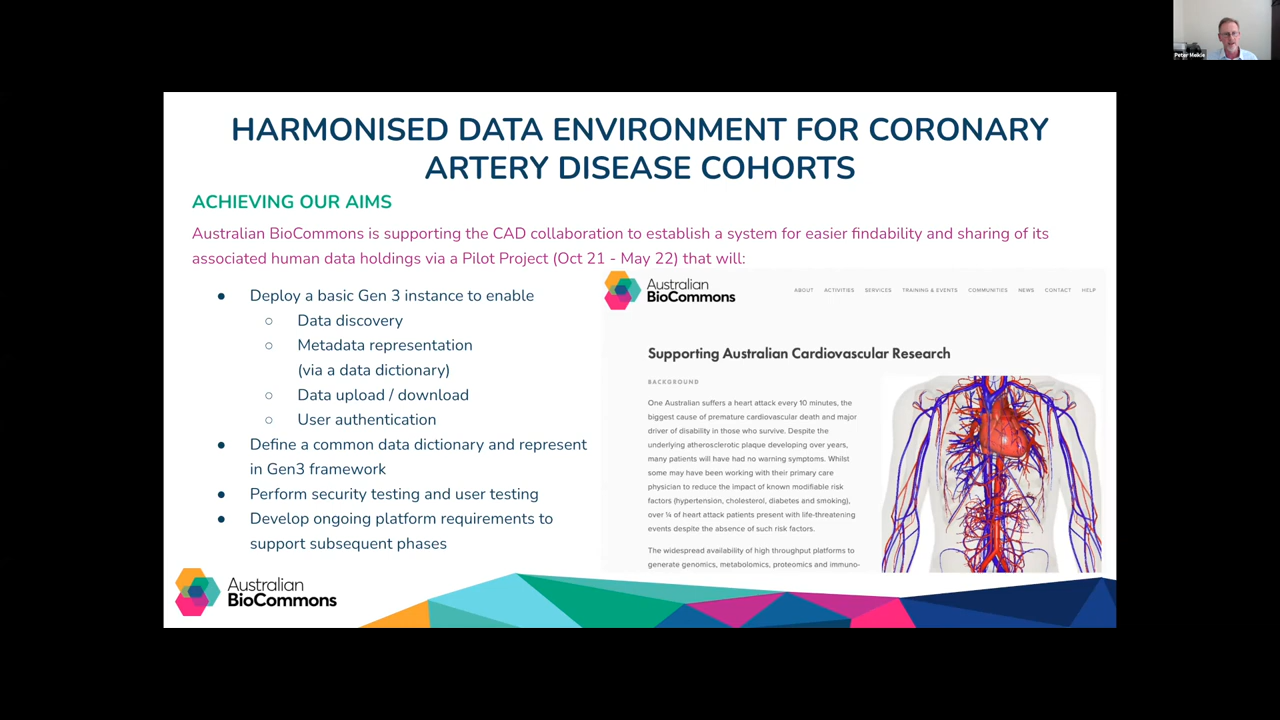 Peter Meikle
HARMONISED DATA ENVIRONMENT FOR CORONARY
ARTERY DISEASE COHORTS
ACHIEVING OUR AIMS
Australian BioCommons is supporting the CAD collaboration to establish a system for easier findability and sharing of its
associated human data holdings via a Pilot Project (Oct 21 - May 22) that will:
● Deploy a basic Gen 3 instance to enable
○ Data discovery
○ Metadata representation
(via a data dictionary)
○ Data upload / download
○ User authentication
● Define a common data dictionary and represent
in Gen3 framework
● Perform security testing and user testing
● Develop ongoing platform requirements to
support subsequent phases
Australian
BioCommons
ABOUT ACTIVITIES SERVICES TRAINING & EVENTS COMMUNITIES NEWS CONTACT HELP
Supporting Australian Cardiovascular Research
BACKGROUND
One Australian suffers a heart attack every 10 minutes, the
biggest cause of premature cardiovascular death and major
driver of disability in those who survive. Despite the
underlying atherosclerotic plaque developing over years,
many patients will have had no warning symptoms. Whilst
some may have been working with their primary care
physician to reduce the impact of known modifiable risk
factors (hypertension, cholesterol, diabetes and smoking),
over ¼ of heart attack patients present with life-threatening
events despite the absence of such risk factors.
The widespread availability of high throughput platforms to
generate genomics, metabolomics, proteomics and immuno-
Australian
BioCommons